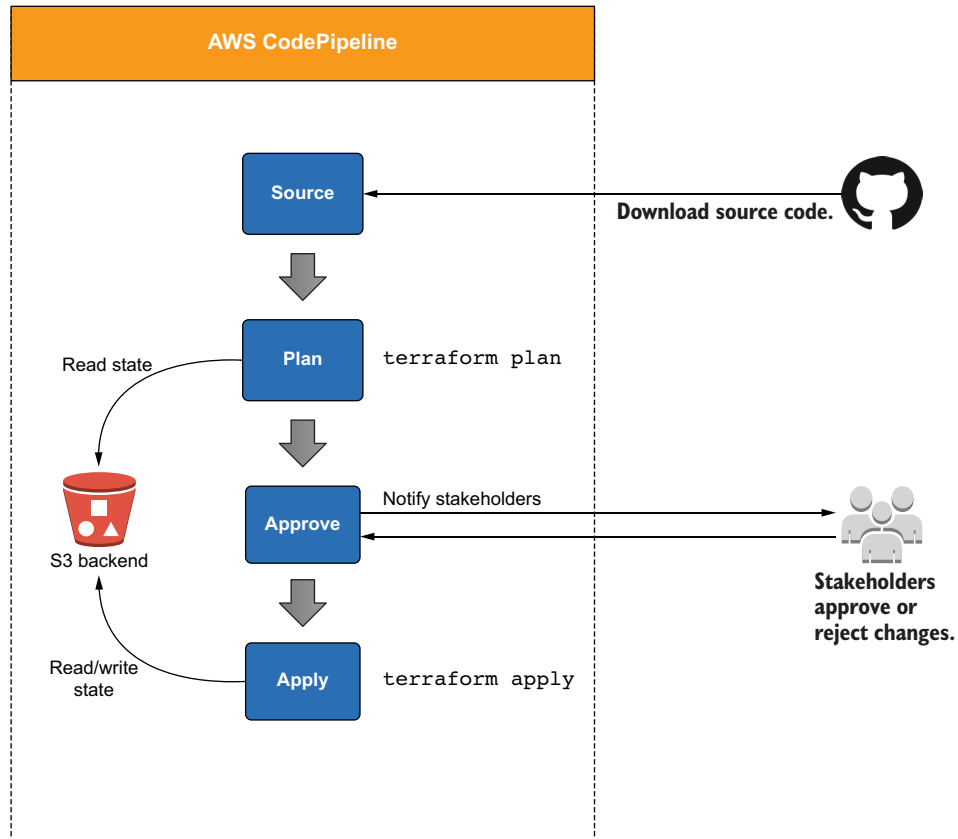 AWS CodePipeline
Source
Download source code.
Plan
terraform plan
Read state
Notify stakeholders
Approve
S3 backend
Stakeholders
approve or
reject changes.
Read/write
state
Apply
terraform apply